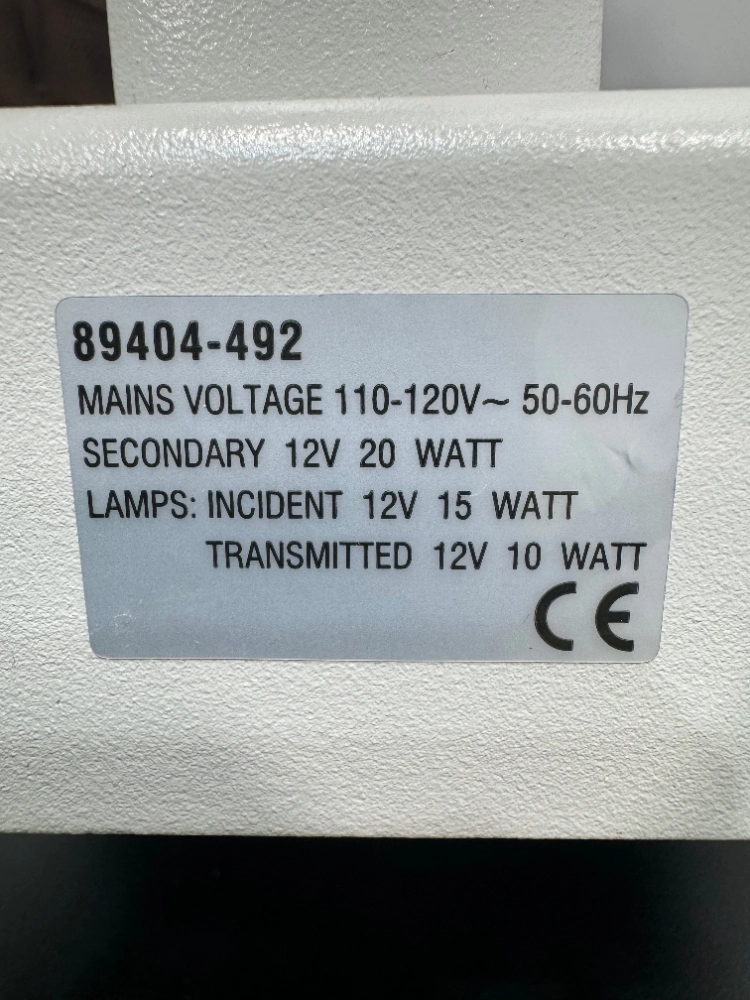 89404-492
MAINS VOLTAGE 110-120V~ 50-60Hz
SECONDARY 12V 20 WATT
LAMPS: INCIDENT 12V 15 WATT
TRANSMITTED 12V 10 WATT
CE